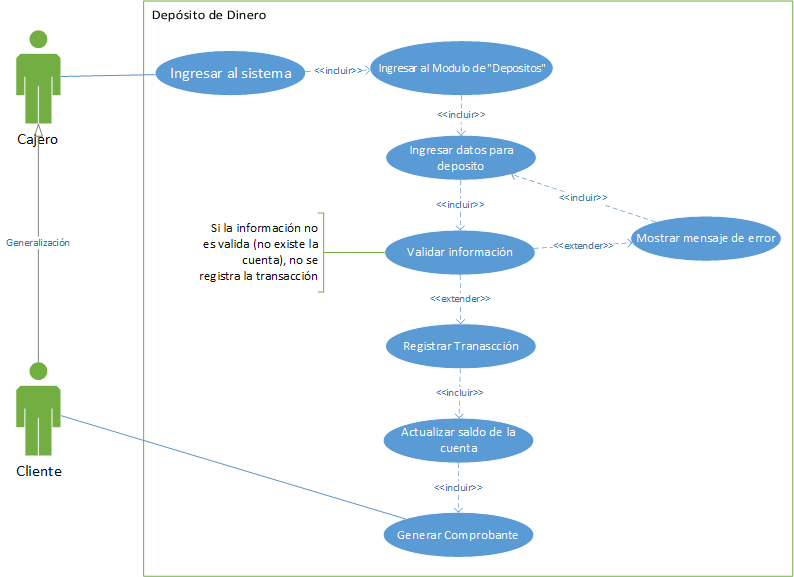 Depósito de Dinero
Ingresar al sistema
<<incluir>>
Ingresar al Modulo de "Depositos"
Cajero
<<incluir>>
Ingresar datos para
deposito
<<incluir>>
<<incluir>>
Si la información no
es valida (no existe la
cuenta), no se
registra la transacción
Generalización
Validar información
<<extender>>
Mostrar mensaje de error
<<extender>>
Registrar Tranascción
<<incluir>>
Actualizar saldo de la
cuenta
Cliente
<<incluir>>
Generar Comprobante